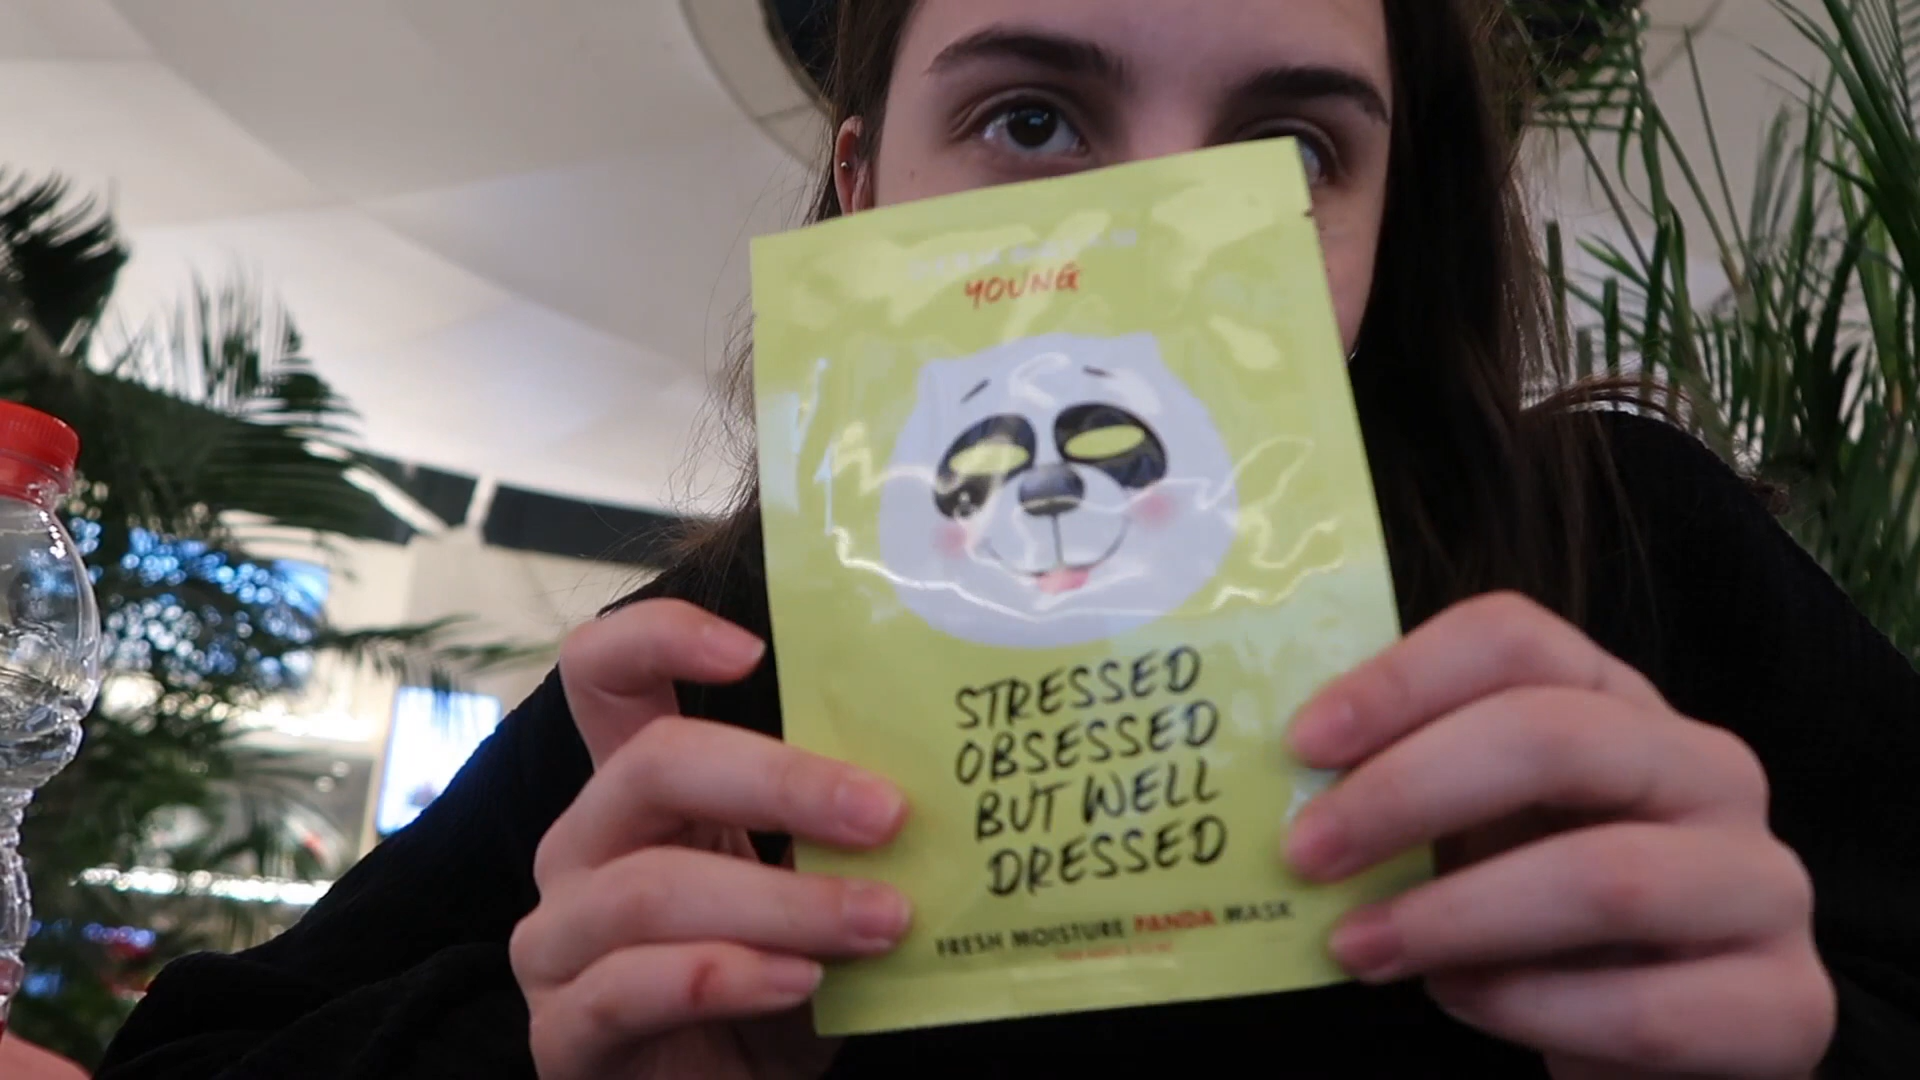 YOUNG
STRESSED
OBSESSED
BUT WELL
DRESSED
FRESH MOISTURE PANDA MASK